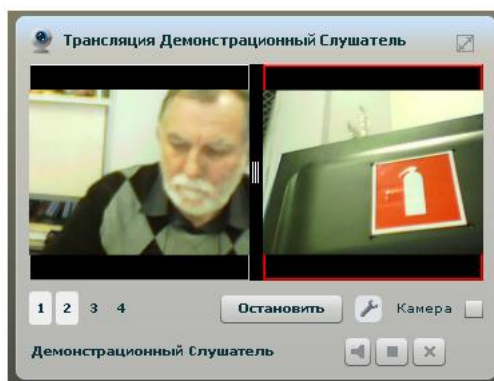 Трансляция Демонстрационный Слушатель
1 2 3 4 Остановить Камера
Демонстрационный Слушатель